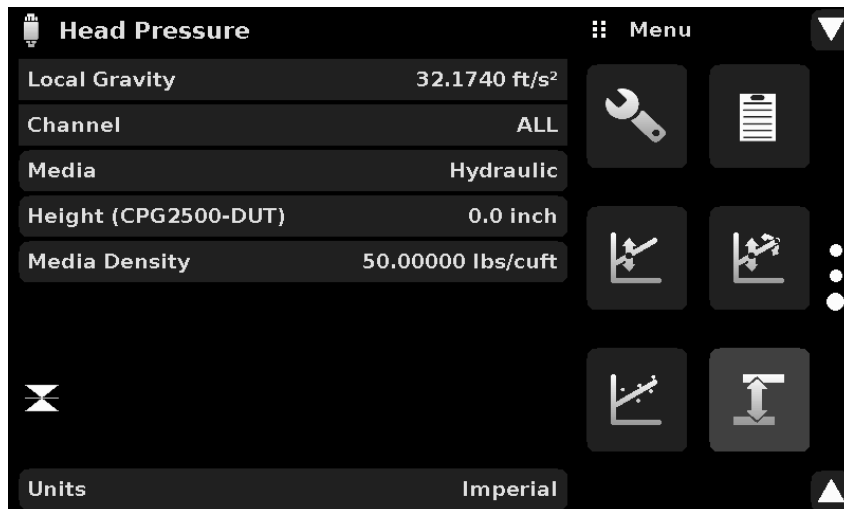 Head Pressure
Menu
Local Gravity 32.1740 ft/s²
Channel ALL
Media Hydraulic
Height (CPG2500-DUT) 0.0 inch
Media Density 50.00000 lbs/cuft
Units Imperial